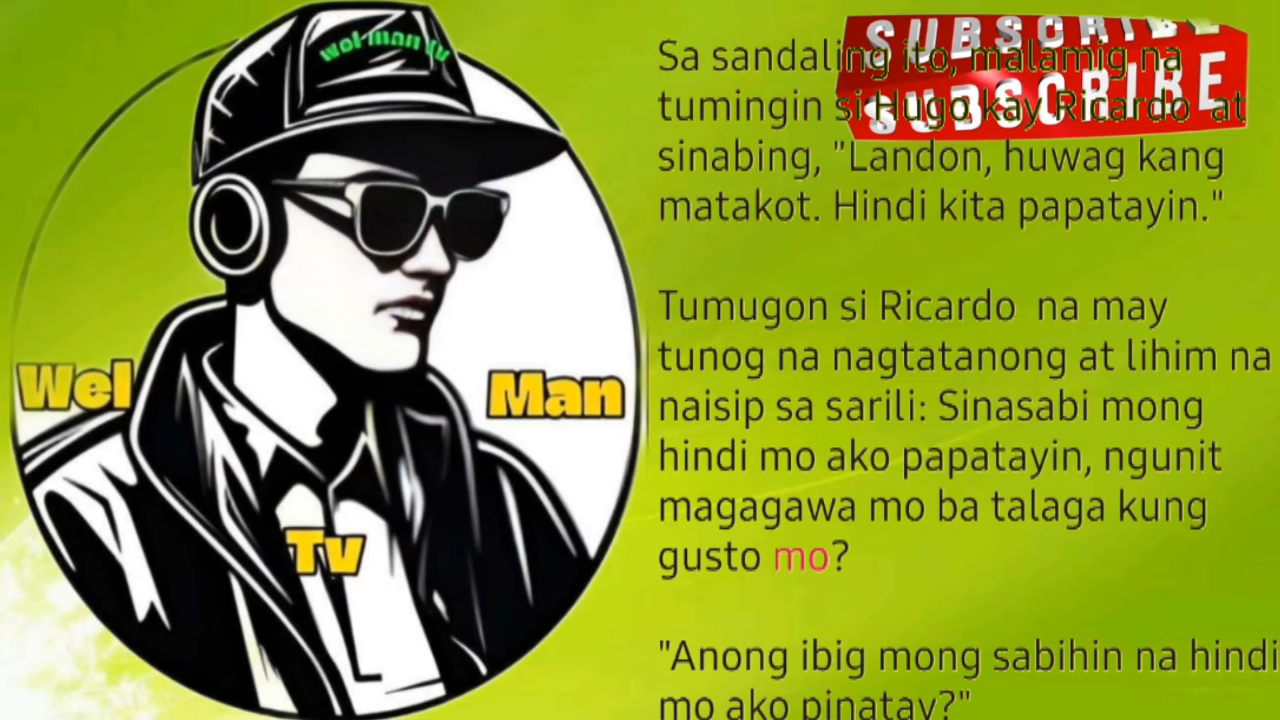 wel man tv
Wel
Man
Tv
SUBSCRIBE
SUBSCRIBE
Sa sandaling ito, malamig na
tumingin si Hugo kay Ricardo at
sinabing, "Landon, huwag kang
matakot. Hindi kita papatayin."
Tumugon si Ricardo na may
tunog na nagtatanong at lihim na
naisip sa sarili: Sinasabi mong
hindi mo ako papatayin, ngunit
magagawa mo ba talaga kung
gusto mo?
"Anong ibig mong sabihin na hindi
mo ako pinatay?"